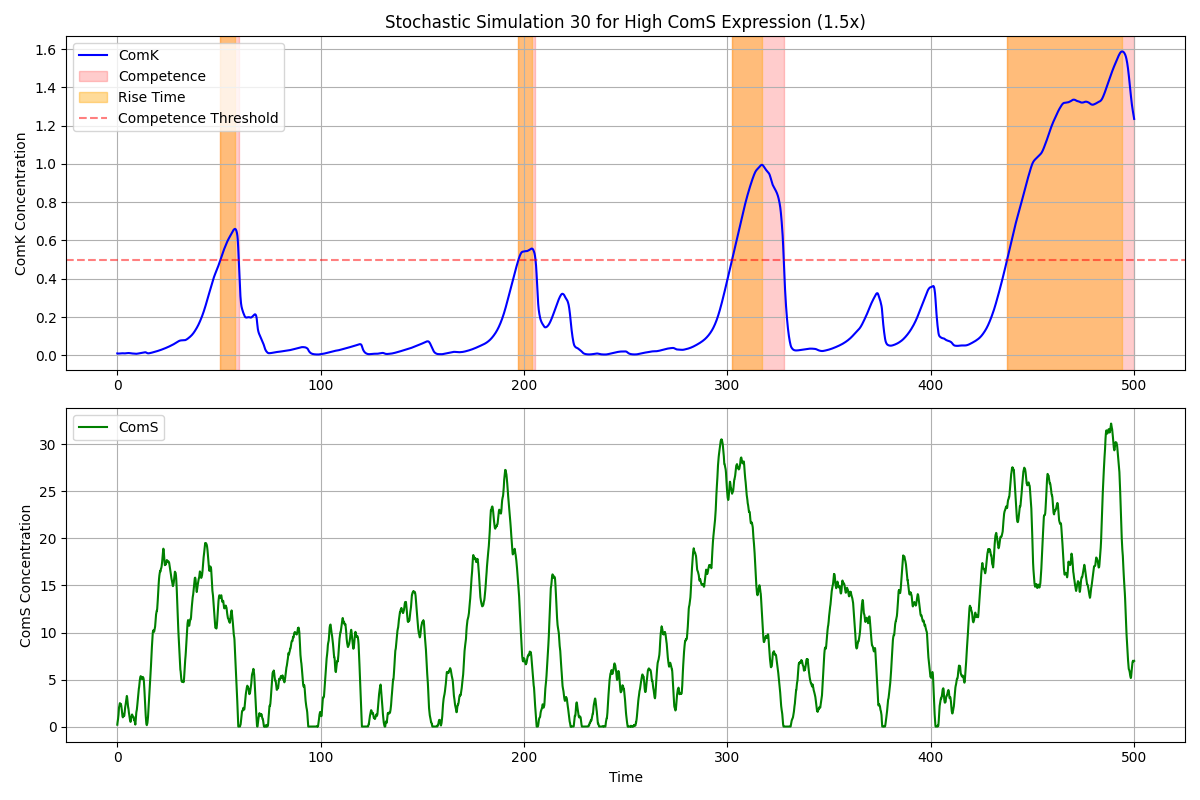 Stochastic Simulation 30 for High ComS Expression (1.5x)
ComK
Competence
Rise Time
Competence Threshold
ComK Concentration
1.6
1.4
1.2
1.0
0.8
0.6
0.4
0.2
0.0
0 100 200 300 400 500
ComS
ComS Concentration
30
25
20
15
10
5
0
0 100 200 300 400 500
Time